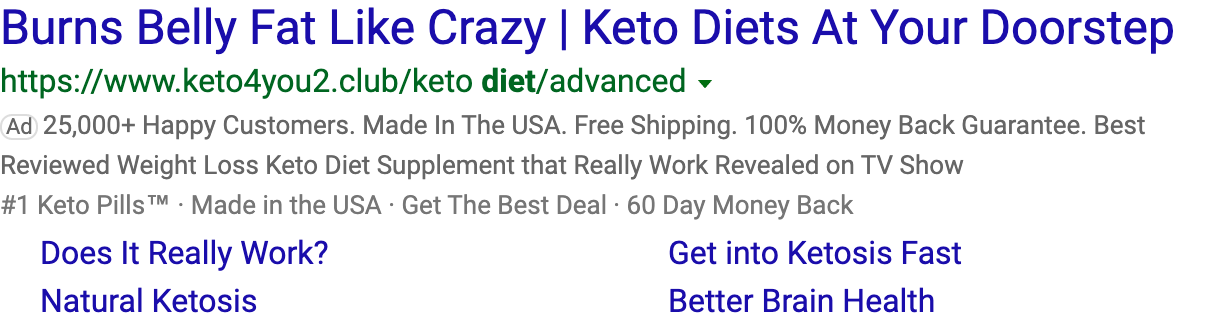 Burns Belly Fat Like Crazy | Keto Diets At Your Doorstep
https://www.keto4you2.club/keto diet/advanced
Ad 25,000+ Happy Customers. Made In The USA. Free Shipping. 100% Money Back Guarantee. Best
Reviewed Weight Loss Keto Diet Supplement that Really Work Revealed on TV Show
#1 Keto Pills™ · Made in the USA · Get The Best Deal · 60 Day Money Back
Does It Really Work? Get into Ketosis Fast
Natural Ketosis Better Brain Health